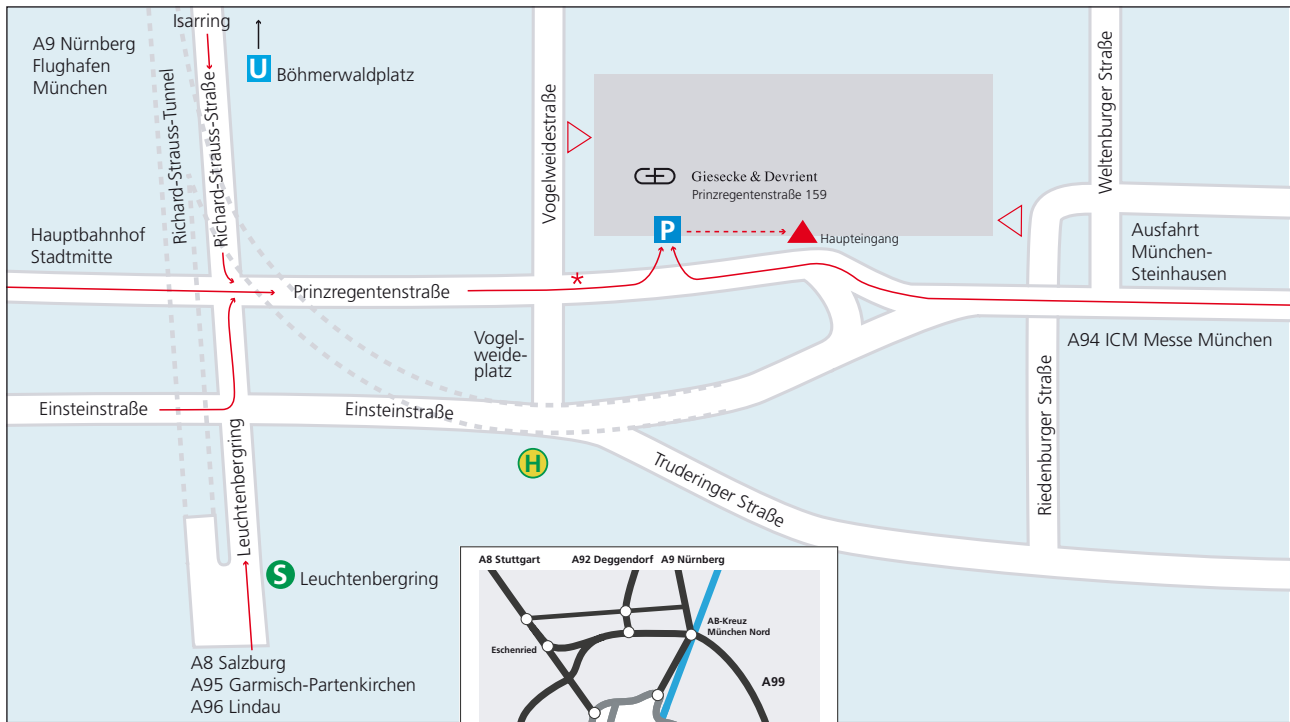 Isarring
A9 Nürnberg
Flughafen
München
U Böhmerwaldplatz
Richard-Strauss-Tunnel
Richard-Strauss-Straße
Vogelweidestraße
Weltenburger Straße
Giesecke & Devrient
Prinzregentenstraße 159
P
Haupteingang
Hauptbahnhof
Stadtmitte
Ausfahrt
München-
Steinhausen
*
Prinzregentenstraße
A94 ICM Messe München
Vogel-
weide-
platz
Einsteinstraße
Einsteinstraße
Riedenburger Straße
H
Truderinger Straße
Leuchtenbergring
S Leuchtenbergring
A8 Salzburg
A95 Garmisch-Partenkirchen
A96 Lindau
A8 Stuttgart
A92 Deggendorf
A9 Nürnberg
AB-Kreuz
München Nord
Eschenried
A99